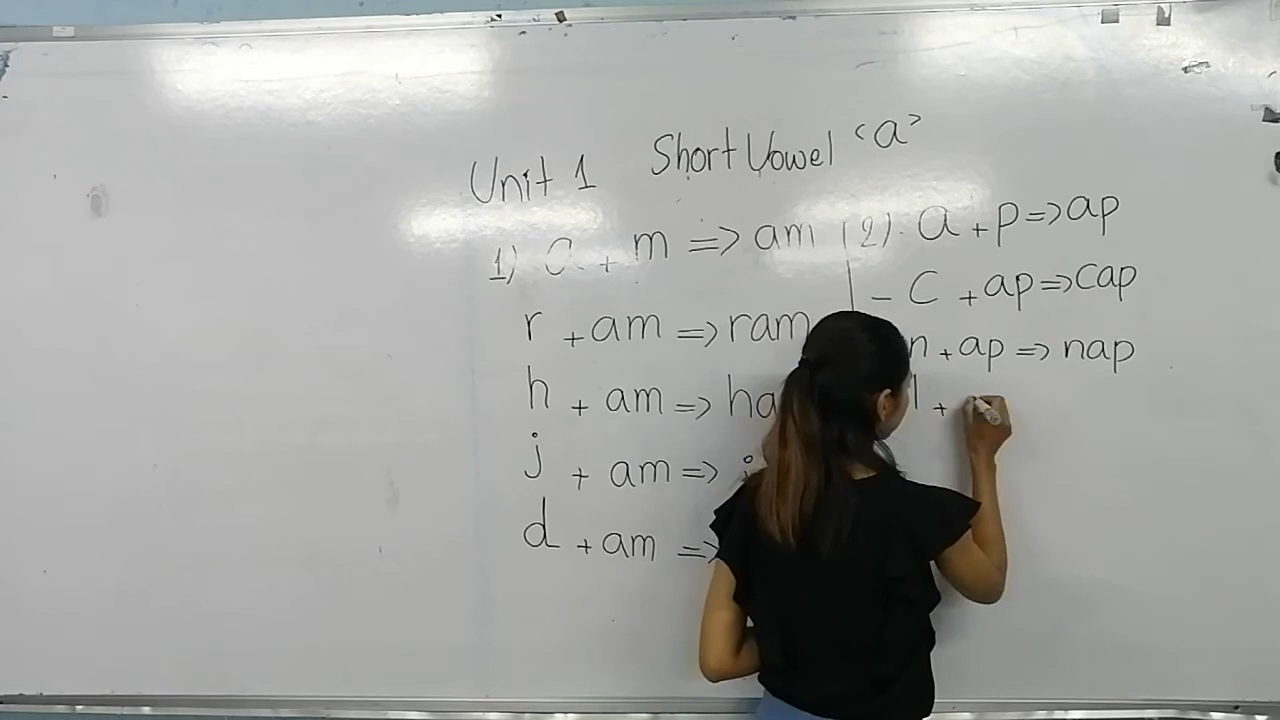 Unit 1 Short Vowel 'a'
1) a + m => am
r + am => ram
h + am => ha
j + am => j
d + am =>
(2). a + p => ap
- C + ap => cap
n + ap => nap
l +